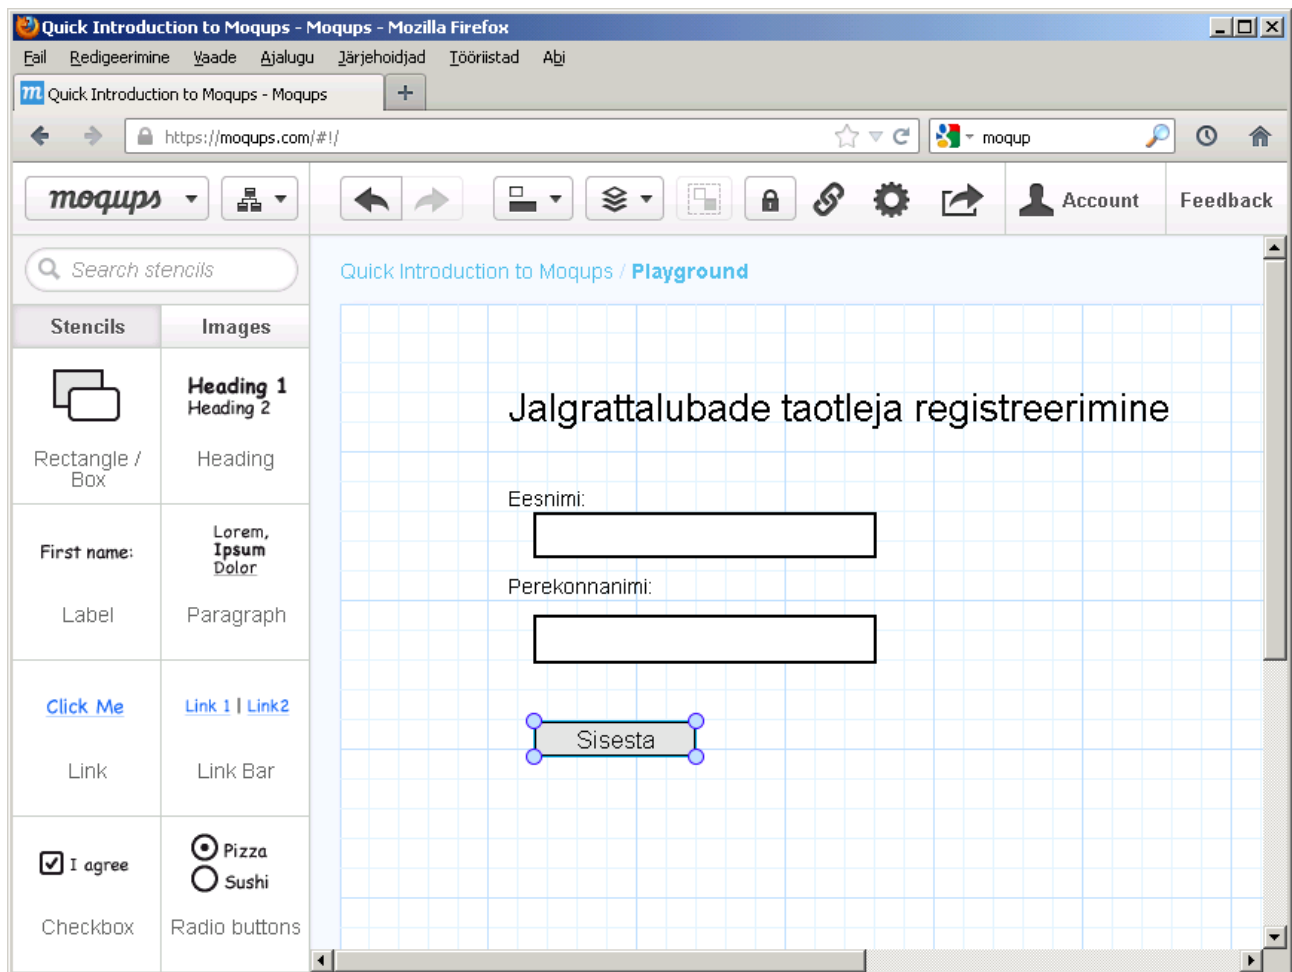 Quick Introduction to Moqups - Moqups - Mozilla Firefox
Fail Redigeerimine Vaade Ajalugu Järjehoidjad Tööriistad Abi
m Quick Introduction to Moqups - Moqups +
https://moqups.com/#!/ moqup
moqups Account Feedback
Search stencils
Quick Introduction to Moqups / Playground
Stencils Images
Heading 1
Heading 2
Rectangle / Box
Heading
Jalgrattalubade taotleja registreerimine
Eesnimi:
First name:
Lorem,
Ipsum
Dolor
Label
Paragraph
Perekonnanimi:
Click Me
Link 1 | Link2
Link
Link Bar
Sisesta
I agree
Pizza
Sushi
Checkbox
Radio buttons